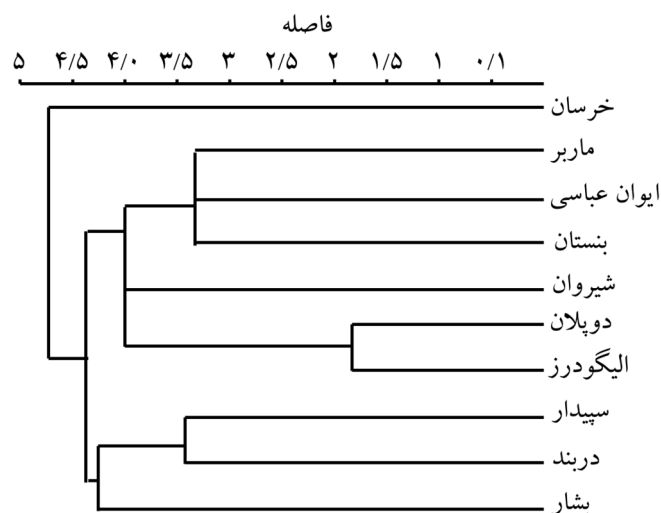 فاصله
۵ ۴/۵ ۴/۰ ۳/۵ ۳ ۲/۵ ۲ ۱/۵ ۱ ۰/۱
خرسان
ماربر
ایوان عباسی
بنستان
شیروان
دوپلان
الیگودرز
سپیدار
دربند
بشار